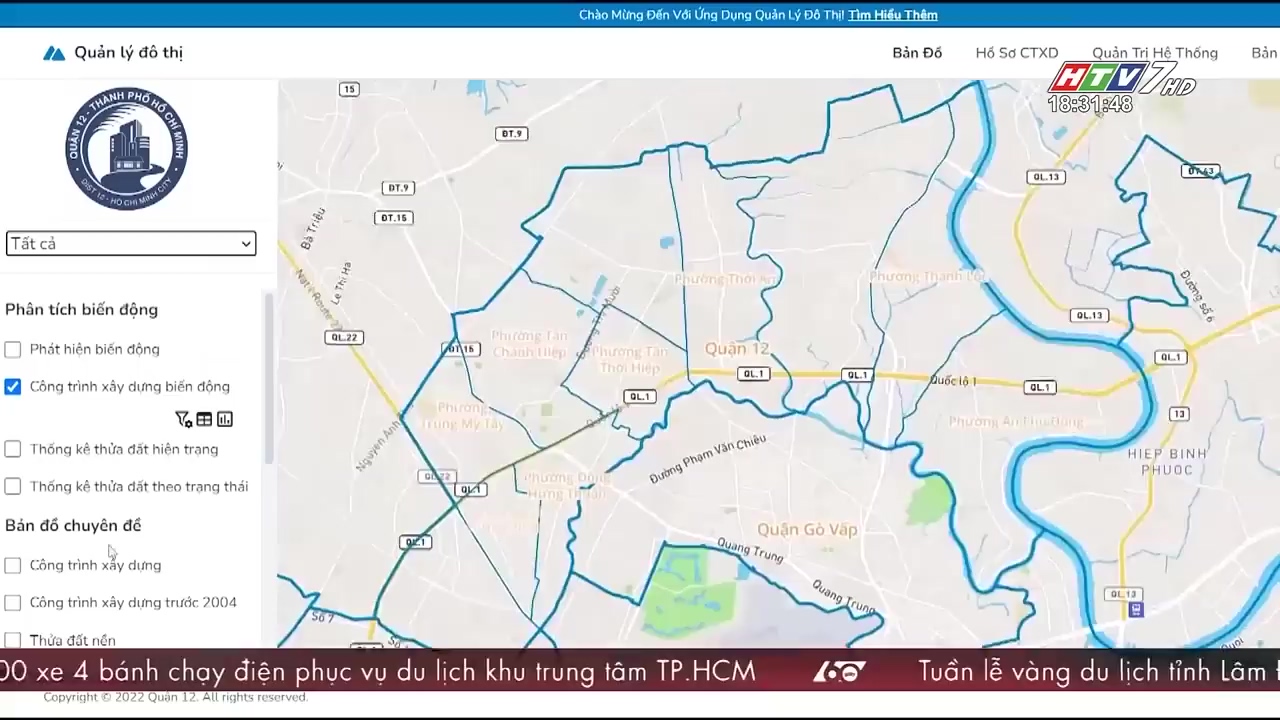 Chào Mừng Đến Với Ứng Dụng Quản Lý Đô Thị! Tìm Hiểu Thêm
Quản lý đô thị
Bản Đồ
Hồ Sơ CTXD
Quản Trị Hệ Thống
Bản
HTV7 HD
18:31:48
QUẬN 12 - THÀNH PHỐ HỒ CHÍ MINH
DIST 12 - HO CHI MINH CITY
Tất cả
Phân tích biến động
Phát hiện biến động
Công trình xây dựng biến động
Thống kê thửa đất hiện trạng
Thống kê thửa đất theo trạng thái
Bản đồ chuyên đề
Công trình xây dựng
Công trình xây dựng trước 2004
Thửa đất nền
15
ĐT.9
ĐT.9
ĐT.15
QL.13
ĐT.43
Bà Triệu
Le Thi Ha
Phường Thới An
Phường Thạnh Lộc
Đường số 6
QL.13
QL.22
ĐT.15
Phường Tân
Chánh Hiệp
Phường Tân
Thới Hiệp
Quận 12
QL.1
QL.1
QL.1
QL.1
QL.1
Quốc lộ 1
13
Phường
Trung Mỹ Tây
Phường An Phú Đông
Nguyen Anh
Đường Phạm Văn Chiêu
HIEP BINH
PHUOC
QL.22
QL.1
Phường Đông
Hưng Thuận
Quận Gò Vấp
QL.1
Quang Trung
Quang Trung
QL.13
Số 7
00 xe 4 bánh chạy điện phục vụ du lịch khu trung tâm TP.HCM
60
Tuần lễ vàng du lịch tỉnh Lâm
Copyright © 2022 Quận 12. All rights reserved.